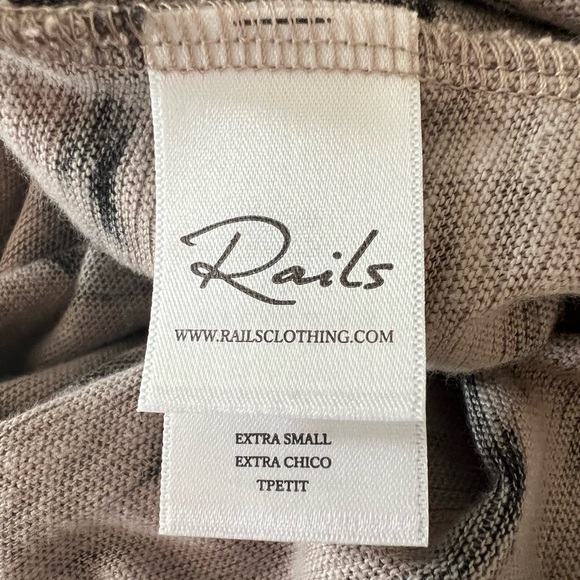 Rails
WWW.RAILSCLOTHING.COM
EXTRA SMALL
EXTRA CHICO
TPETIT